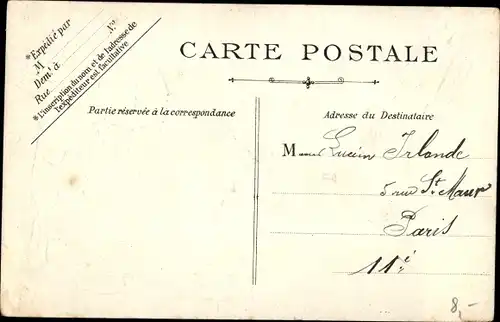 *Expédié par
M N°
Dem.t à
Rue
*L'inscription du nom et de l'adresse de
l'expéditeur est facultative
CARTE POSTALE
Partie réservée à la correspondance
Adresse du Destinataire
M Lucien Irlande
5 rue St Maur
Paris
11e
8,-